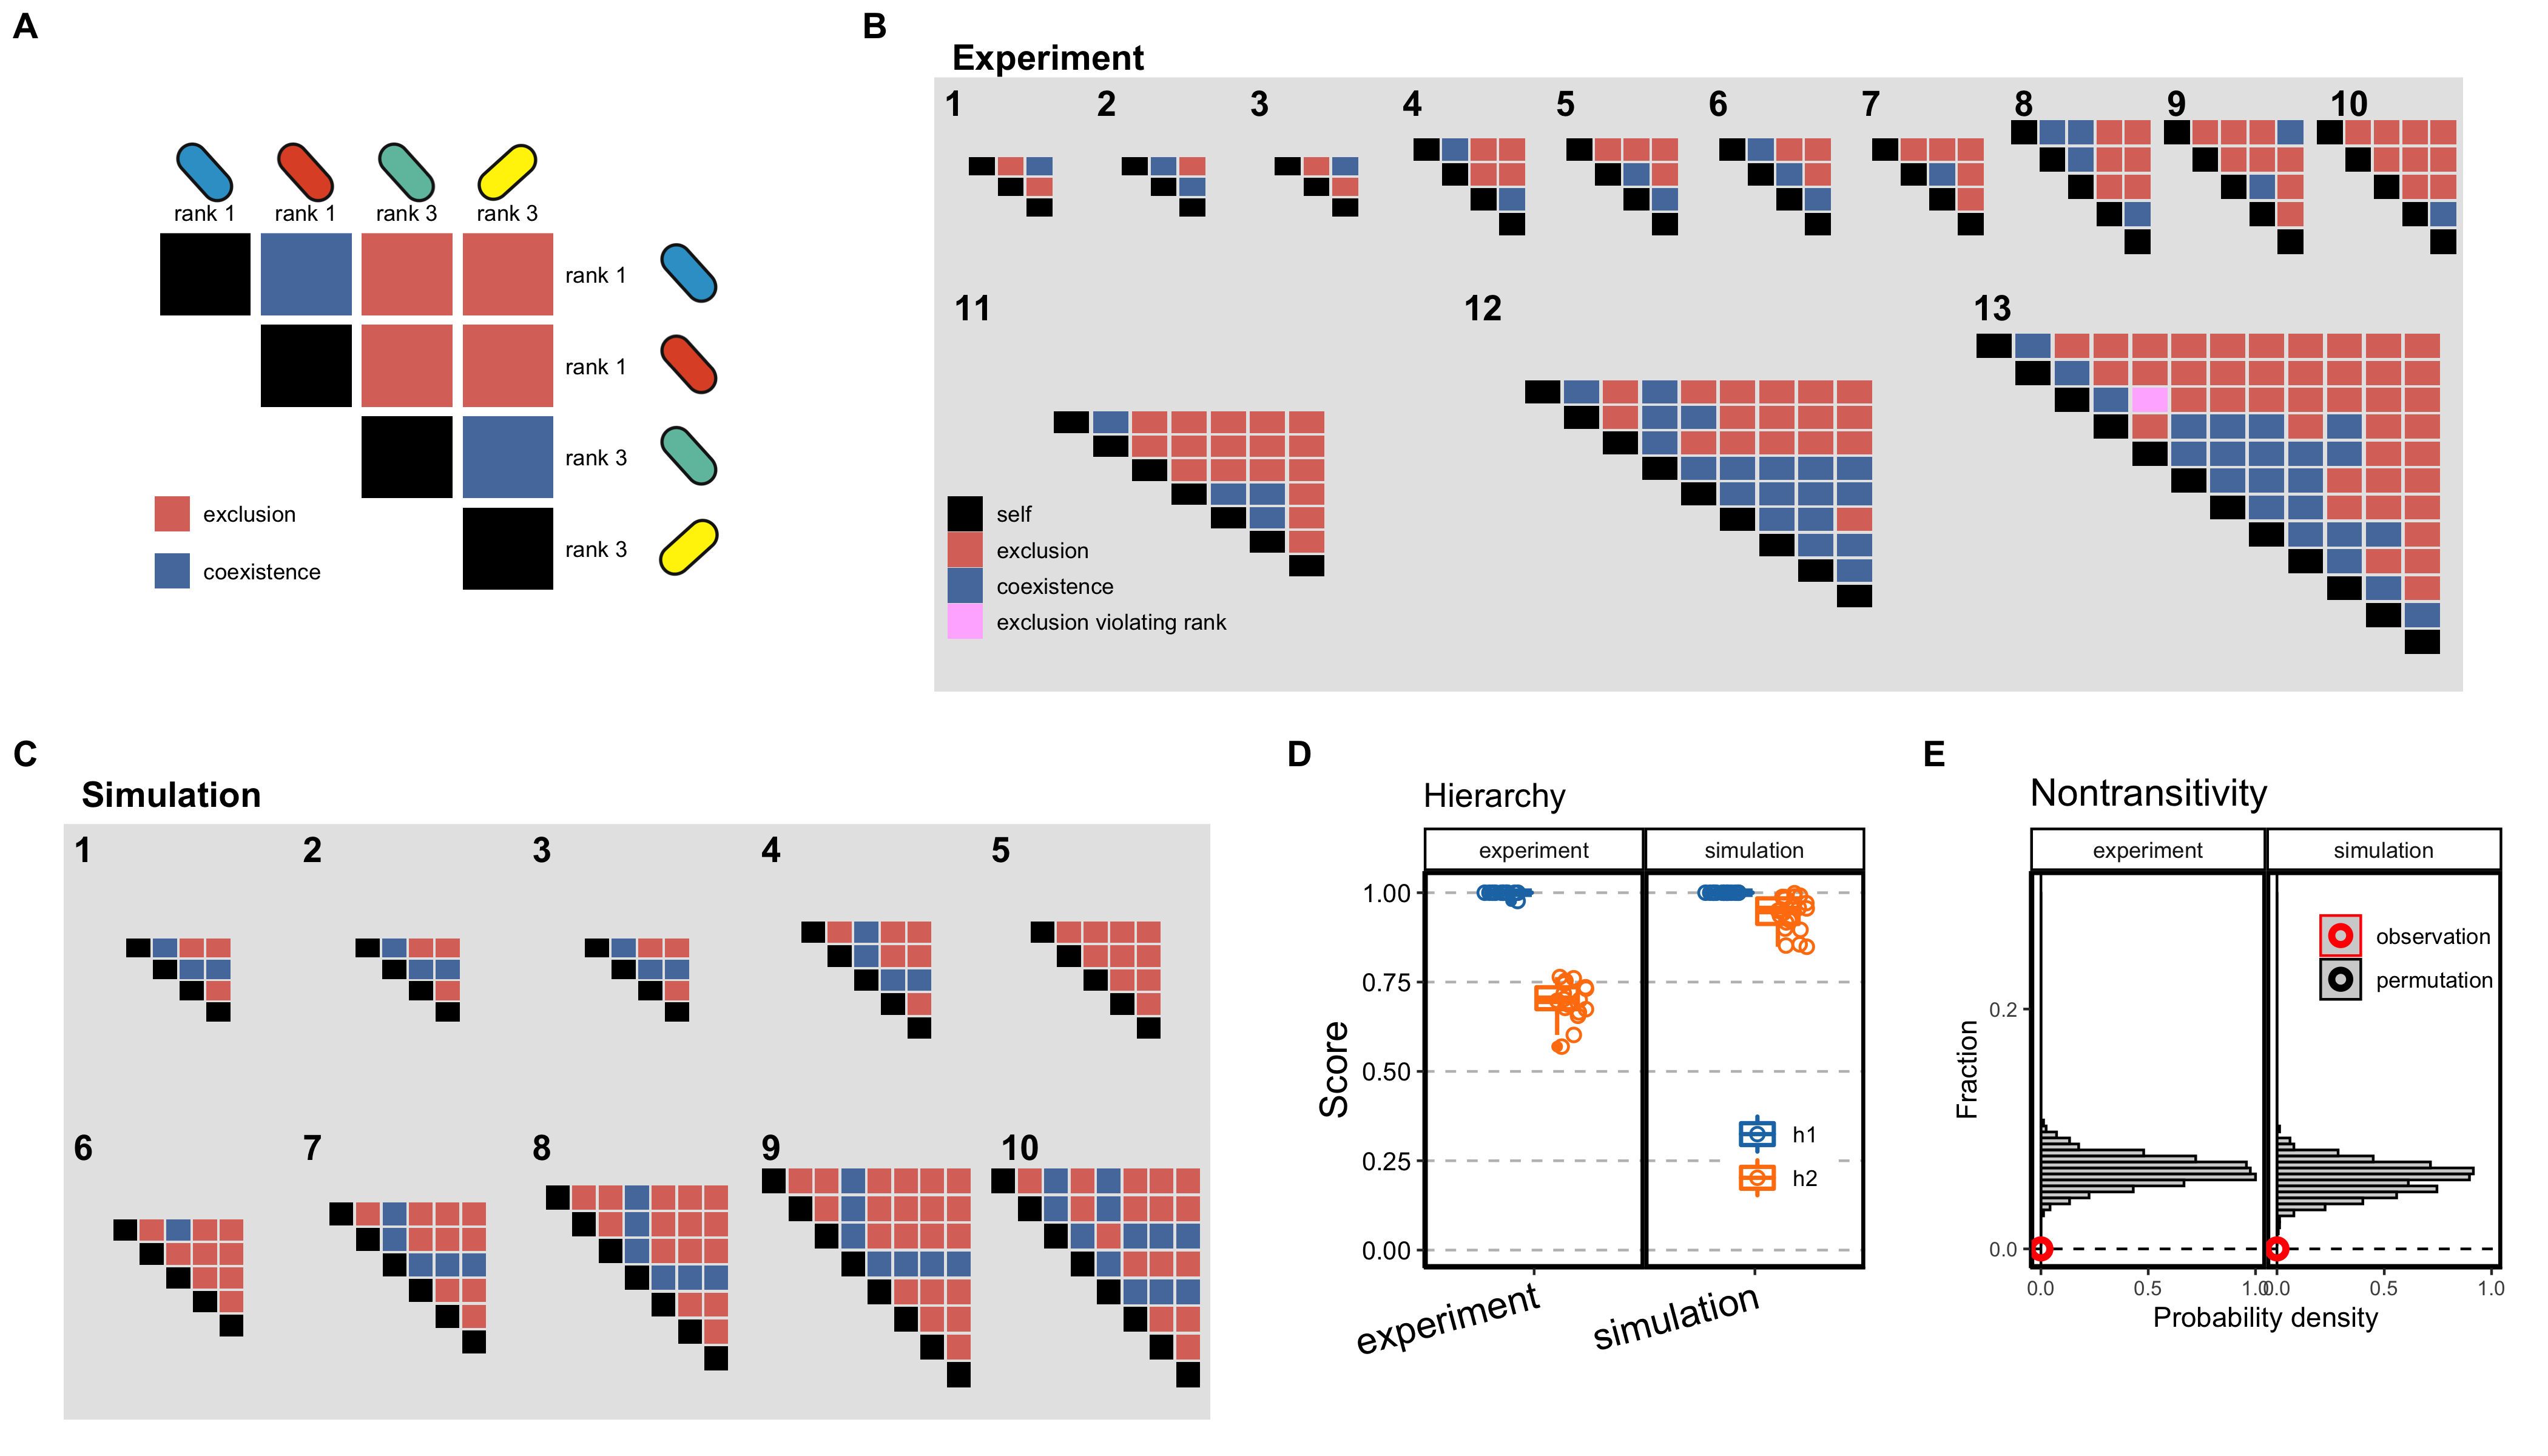 A
rank 1 rank 1 rank 3 rank 3
rank 1
rank 1
rank 3
rank 3
exclusion
coexistence
B
Experiment
1 2 3 4 5 6 7 8 9 10
11 12 13
self
exclusion
coexistence
exclusion violating rank
C
Simulation
1 2 3 4 5
6 7 8 9 10
D
Hierarchy
experiment simulation
Score
1.00
0.75
0.50
0.25
0.00
h1
h2
experiment simulation
E
Nontransitivity
experiment simulation
observation
permutation
Fraction
0.2
0.0
0.0 0.5 1.0 0.0 0.5 1.0
Probability density